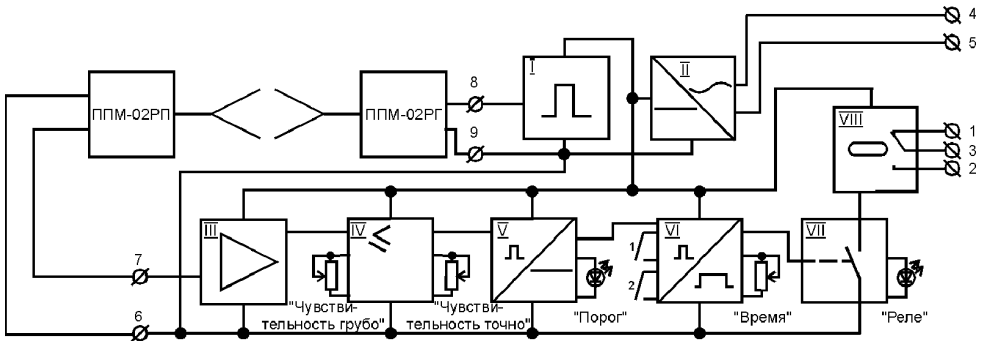 4
5
8
I
II
ППМ-02РП
ППМ-02РГ
VIII
9
1
3
2
III
IV
V
VI
VII
1
7
2
"Чувстви-
тельность грубо"
"Чувстви-
тельность точно"
"Порог"
"Время"
"Реле"
6